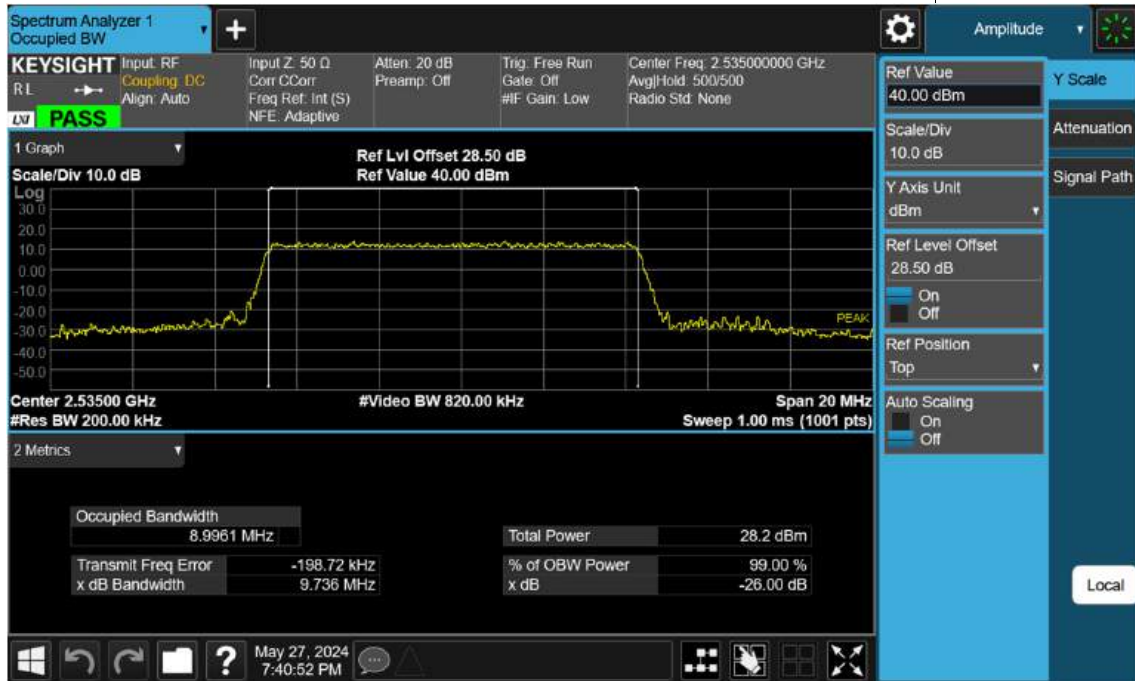 Spectrum Analyzer 1
Occupied BW
+
Amplitude
KEYSIGHT
R L
LXI
PASS
Input: RF
Coupling: DC
Align: Auto
Input Z: 50 Ω
Corr CCorr
Freq Ref: Int (S)
NFE: Adaptive
Atten: 20 dB
Preamp: Off
Trig: Free Run
Gate: Off
#IF Gain: Low
Center Freq: 2.535000000 GHz
Avg|Hold: 500/500
Radio Std: None
1 Graph
Scale/Div 10.0 dB
Ref Lvl Offset 28.50 dB
Ref Value 40.00 dBm
Log
30.0
20.0
10.0
0.00
-10.0
-20.0
-30.0
-40.0
-50.0
PEAK
Center 2.53500 GHz
#Res BW 200.00 kHz
#Video BW 820.00 kHz
Span 20 MHz
Sweep 1.00 ms (1001 pts)
2 Metrics
Occupied Bandwidth
8.9961 MHz
Transmit Freq Error -198.72 kHz
x dB Bandwidth 9.736 MHz
Total Power 28.2 dBm
% of OBW Power 99.00 %
x dB -26.00 dB
Ref Value
40.00 dBm
Scale/Div
10.0 dB
Y Axis Unit
dBm
Ref Level Offset
28.50 dB
On
Off
Ref Position
Top
Auto Scaling
On
Off
Y Scale
Attenuation
Signal Path
Local
?
May 27, 2024
7:40:52 PM